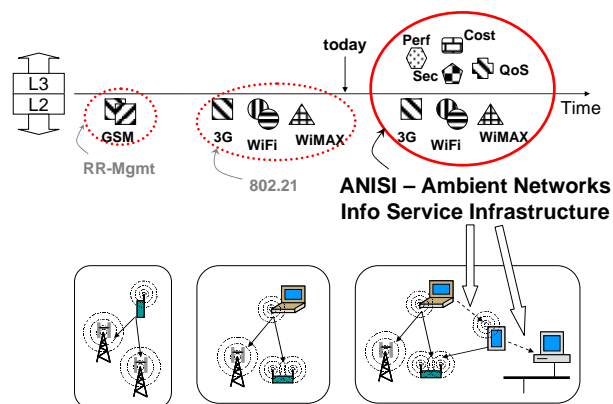 today
Perf
Cost
Sec
QoS
L3
L2
Time
GSM
3G
WiFi
WiMAX
3G
WiFi
WiMAX
RR-Mgmt
802.21
ANISI – Ambient Networks
Info Service Infrastructure